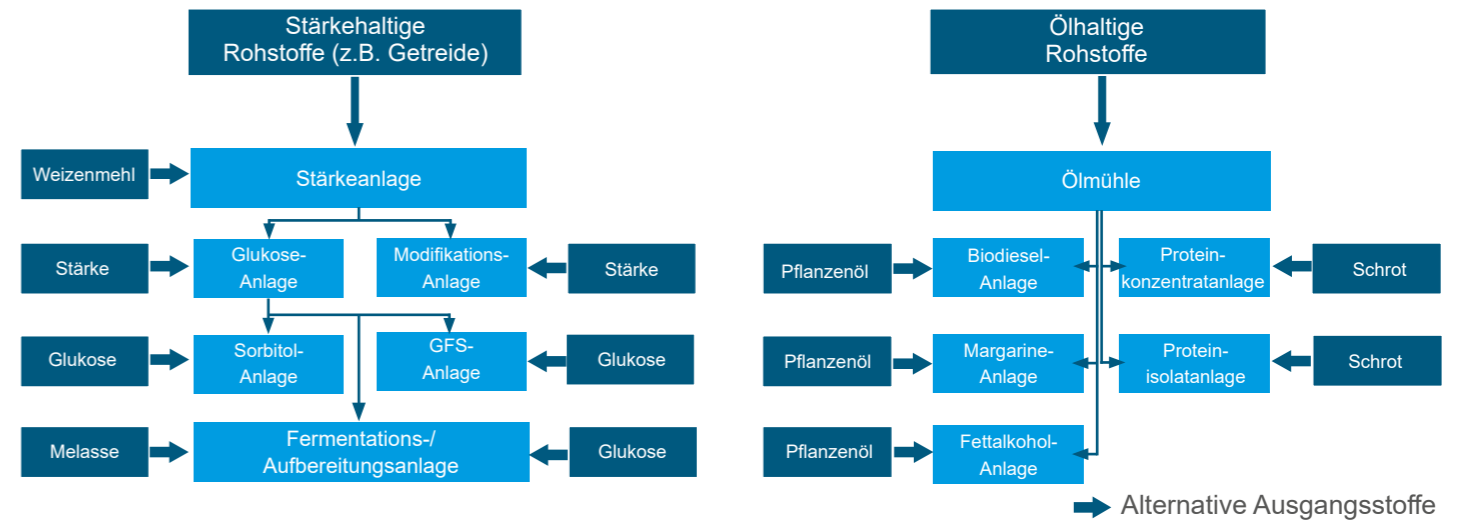 Stärkehaltige
Rohstoffe (z.B. Getreide)
Weizenmehl
Stärkeanlage
Stärke
Glukose-
Anlage
Modifikations-
Anlage
Stärke
Glukose
Sorbitol-
Anlage
GFS-
Anlage
Glukose
Melasse
Fermentations-/
Aufbereitungsanlage
Glukose
Ölhaltige
Rohstoffe
Ölmühle
Pflanzenöl
Biodiesel-
Anlage
Protein-
konzentratanlage
Schrot
Pflanzenöl
Margarine-
Anlage
Protein-
isolatanlage
Schrot
Pflanzenöl
Fettalkohol-
Anlage
Alternative Ausgangsstoffe